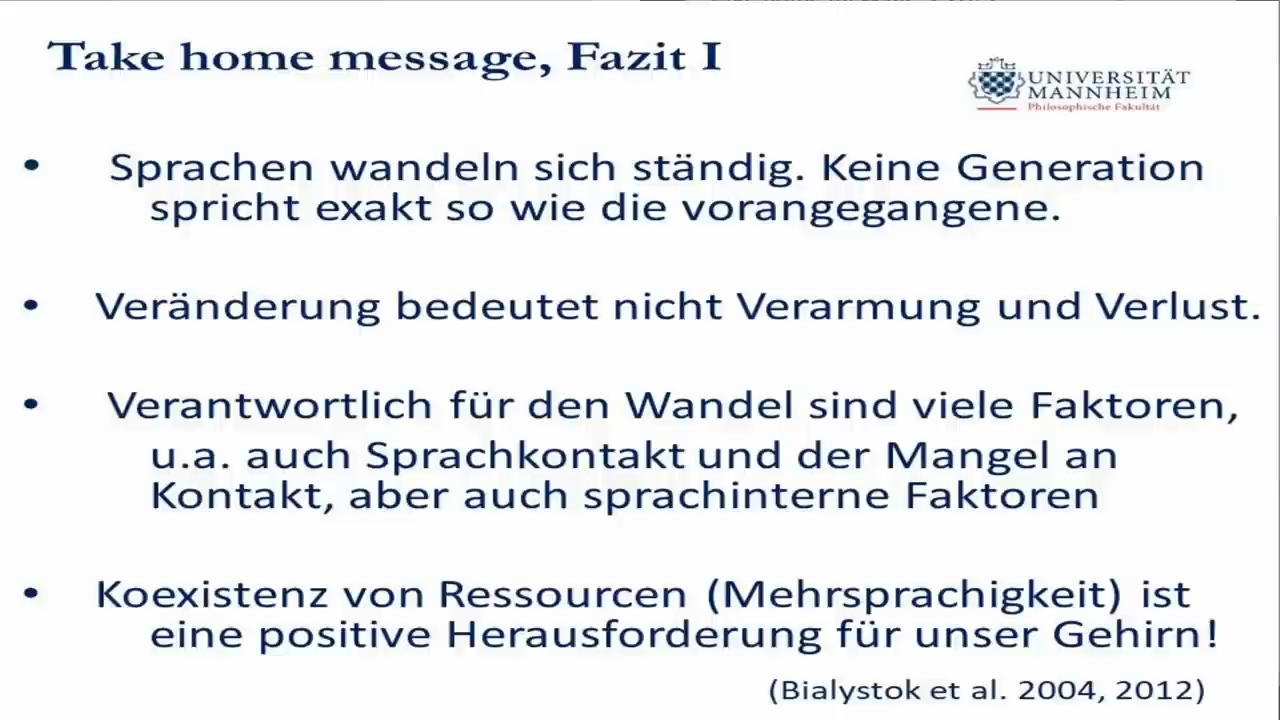 Take home message, Fazit I
UNIVERSITÄT
MANNHEIM
Philosophische Fakultät
• Sprachen wandeln sich ständig. Keine Generation
spricht exakt so wie die vorangegangene.
• Veränderung bedeutet nicht Verarmung und Verlust.
• Verantwortlich für den Wandel sind viele Faktoren,
u.a. auch Sprachkontakt und der Mangel an
Kontakt, aber auch sprachinterne Faktoren
• Koexistenz von Ressourcen (Mehrsprachigkeit) ist
eine positive Herausforderung für unser Gehirn!
(Bialystok et al. 2004, 2012)